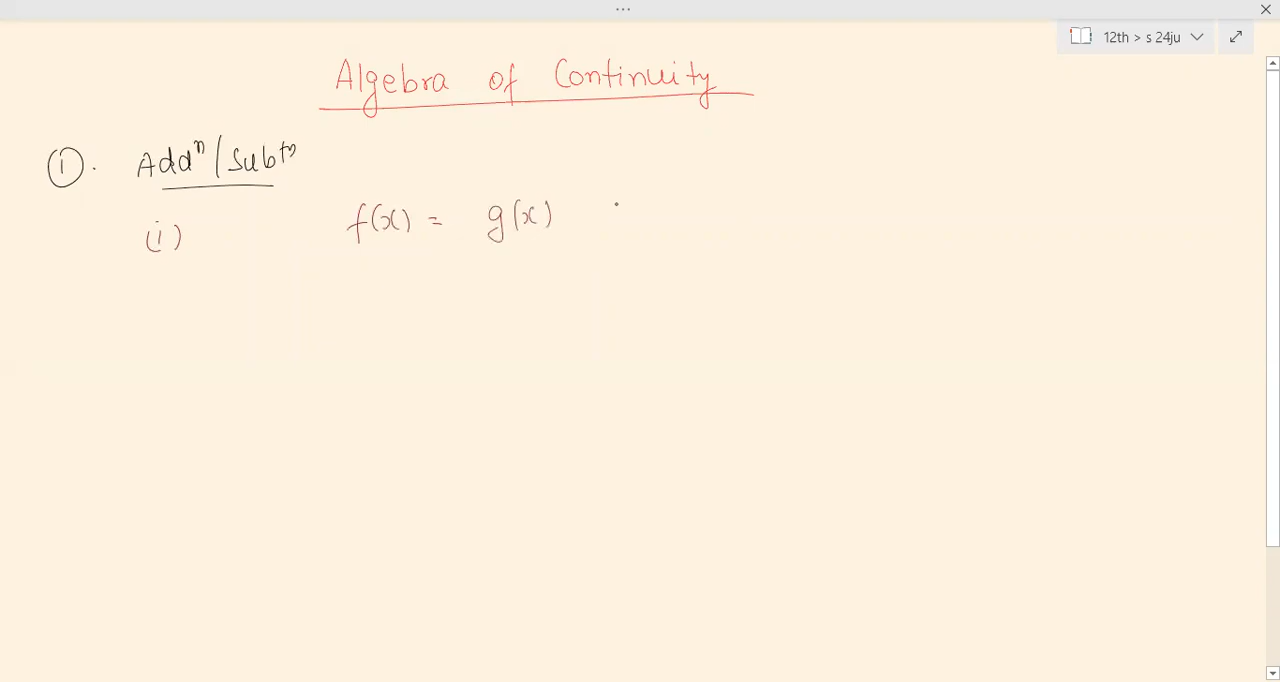 12th > s 24ju
Algebra of Continuity
①. Addⁿ/Subtⁿ
(i) f(x) = g(x)